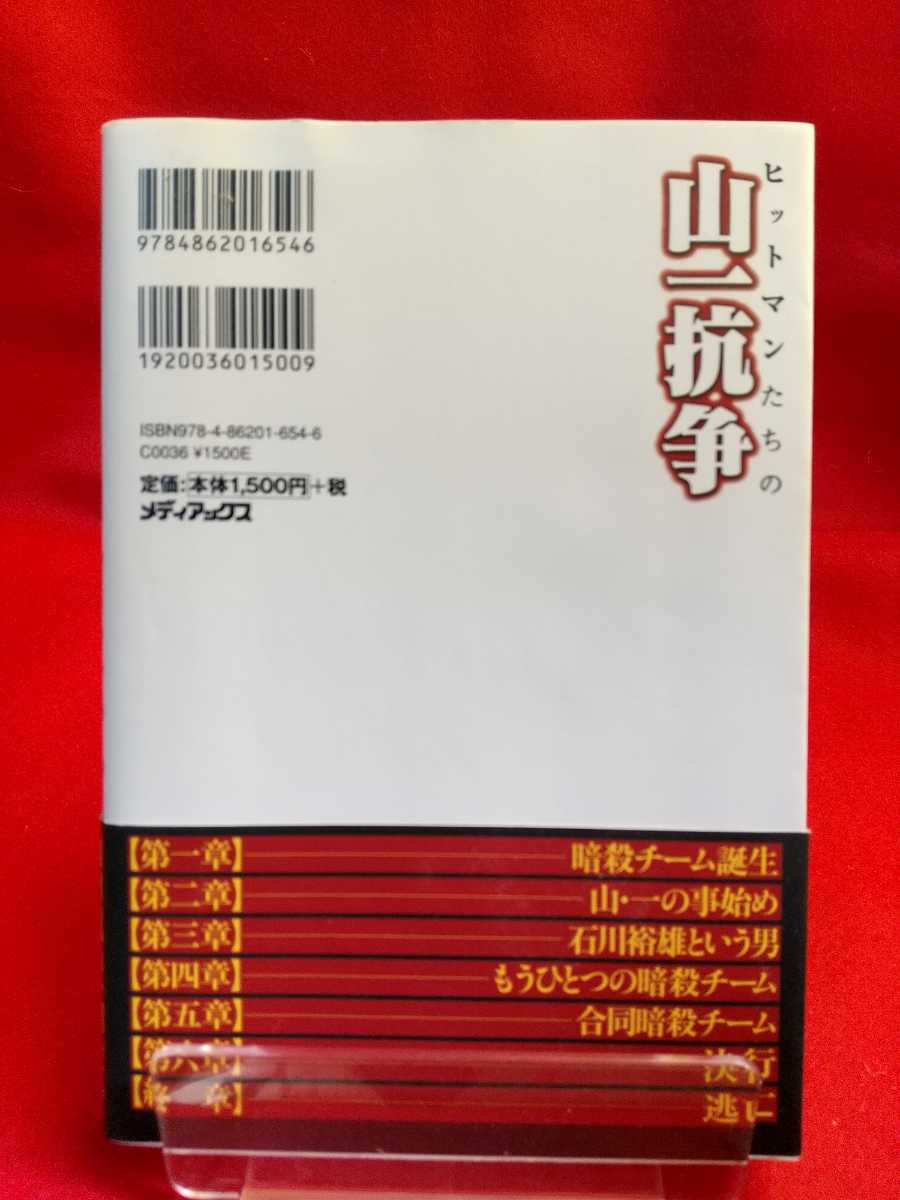 ヒットマンたちの
山一抗争
9784862016546
1920036015009
ISBN978-4-86201-654-6
C0036 ¥1500E
定価:本体1,500円+税
メディアックス
【第一章】 暗殺チーム誕生
【第二章】 山・一の事始め
【第三章】 石川裕雄という男
【第四章】 もうひとつの暗殺チーム
【第五章】 合同暗殺チーム
【第六章】 決行
【終 章】 逃亡